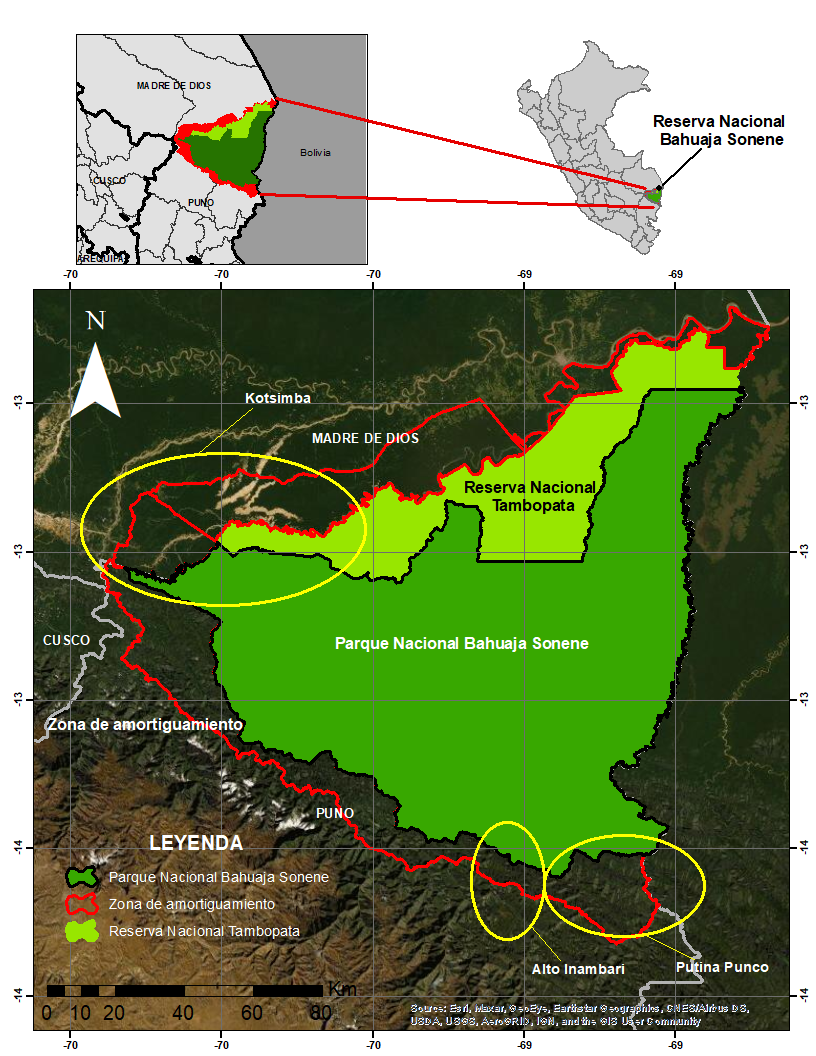 MADRE DE DIOS
Bolivia
CUSCO
PUNO
AREQUIPA
Reserva Nacional
Bahuaja Sonene
-70 -70 -70 -69 -69
N
-13 -13
Kotsimba
MADRE DE DIOS
Reserva Nacional
Tambopata
-13 -13
CUSCO
Parque Nacional Bahuaja Sonene
-13 -13
Zona de amortiguamiento
PUNO
LEYENDA
-14 -14
Parque Nacional Bahuaja Sonene
Zona de amortiguamiento
Reserva Nacional Tambopata
Alto Inambari
Putina Punco
Km
-14 -14
0 10 20 40 60 80
Source: Esri, Maxar, GeoEye, Earthstar Geographics, CNES/Airbus DS,
USDA, USGS, AeroGRID, IGN, and the GIS User Community
-70 -70 -70 -69 -69